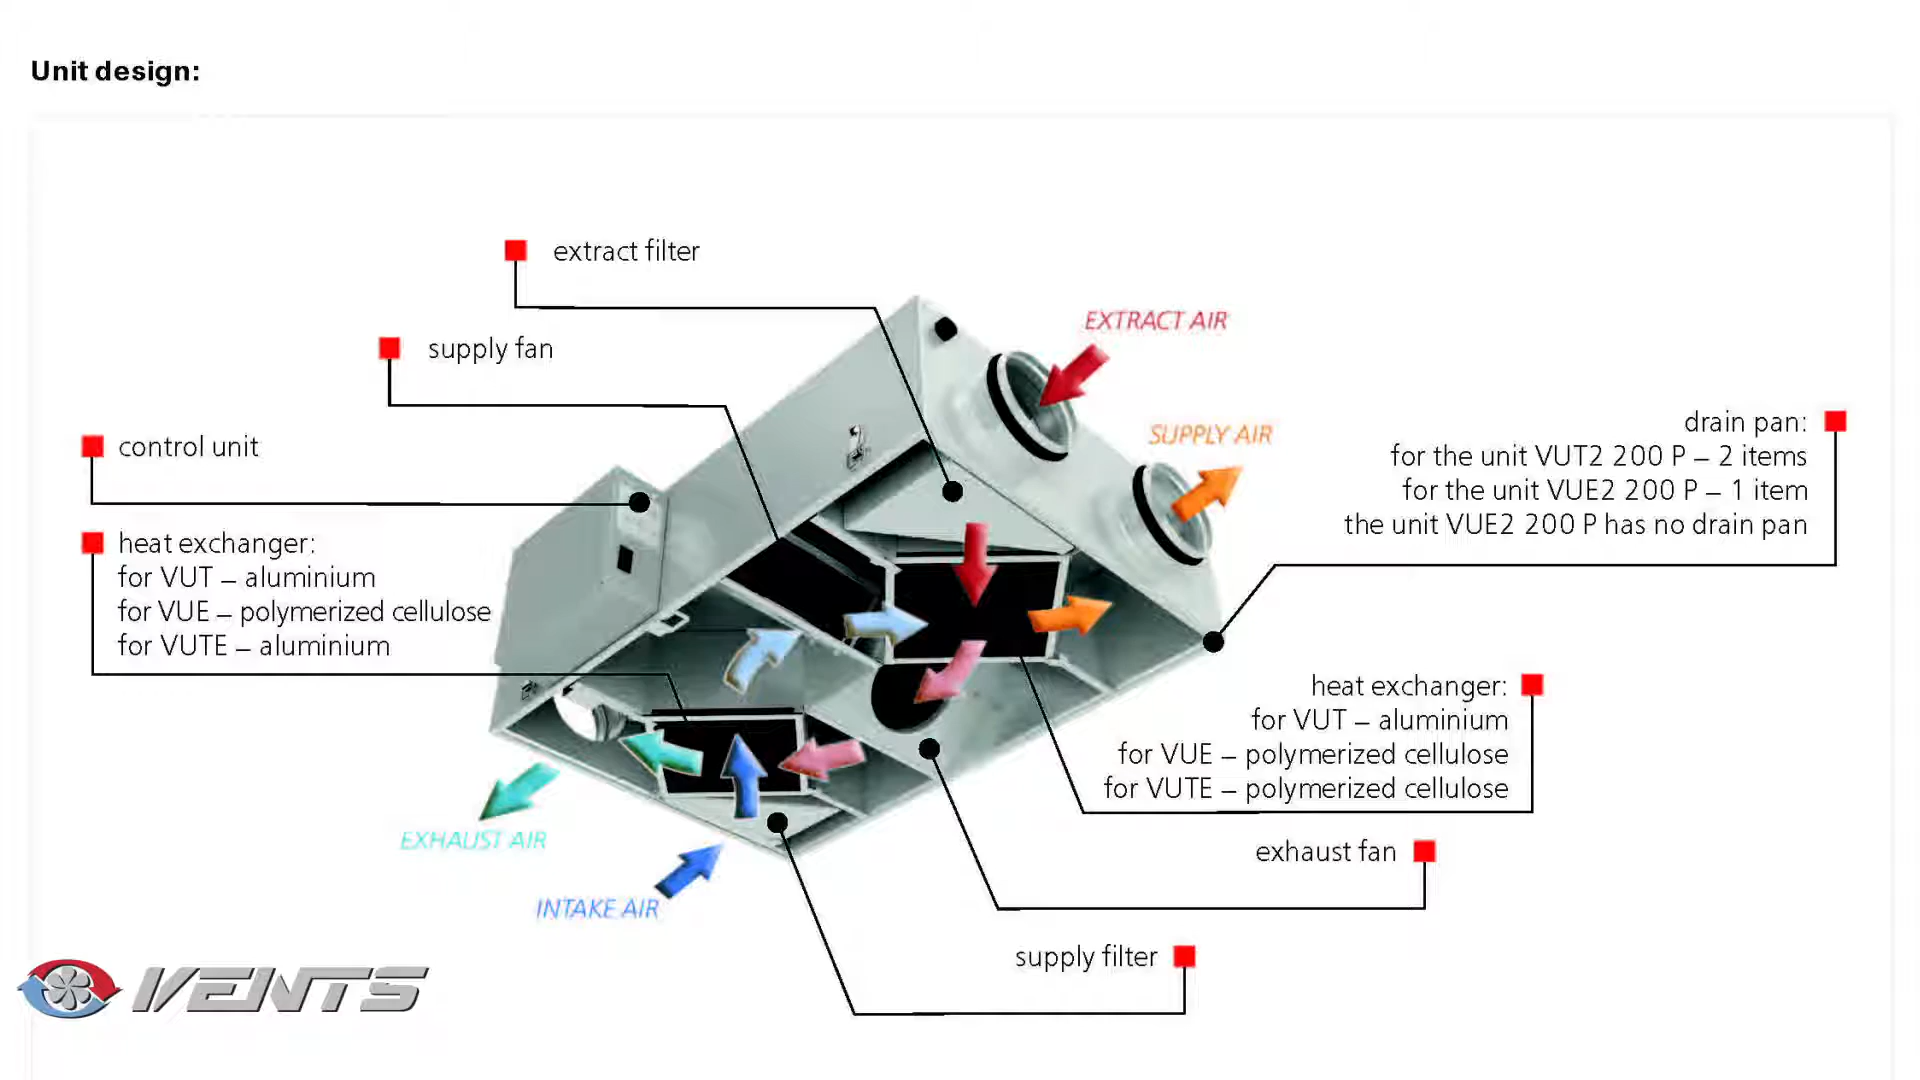 Unit design:
extract filter
EXTRACT AIR
supply fan
SUPPLY AIR
control unit
drain pan:
for the unit VUT2 200 P – 2 items
for the unit VUE2 200 P – 1 item
the unit VUE2 200 P has no drain pan
heat exchanger:
for VUT – aluminium
for VUE – polymerized cellulose
for VUTE – aluminium
heat exchanger:
for VUT – aluminium
for VUE – polymerized cellulose
for VUTE – polymerized cellulose
EXHAUST AIR
exhaust fan
INTAKE AIR
supply filter
VENTS